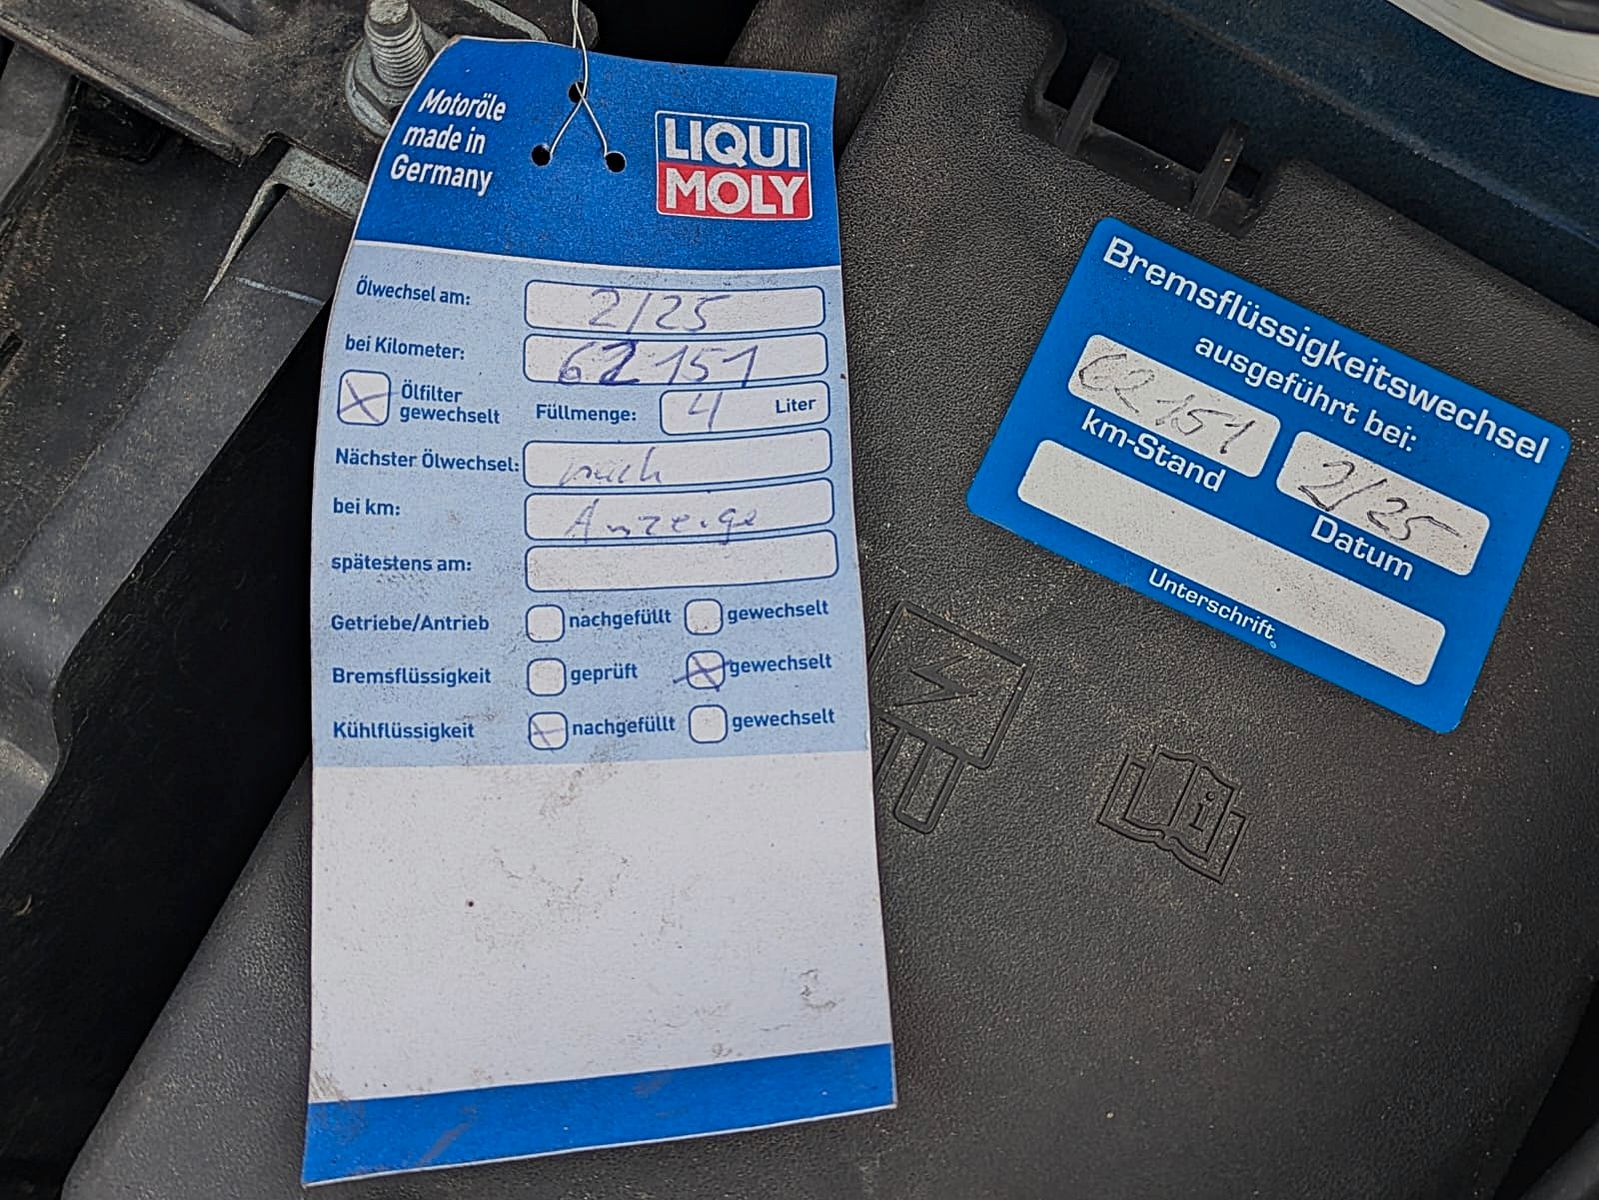 Motoröle
made in
Germany
LIQUI
MOLY
Ölwechsel am: 2/25
bei Kilometer: 62151
Ölfilter
gewechselt
Füllmenge: 4 Liter
Nächster Ölwechsel: nach
bei km: Anzeige
spätestens am:
Getriebe/Antrieb nachgefüllt gewechselt
Bremsflüssigkeit geprüft gewechselt
Kühlflüssigkeit nachgefüllt gewechselt
Bremsflüssigkeitswechsel
ausgeführt bei:
62151 2/25
km-Stand Datum
Unterschrift
i